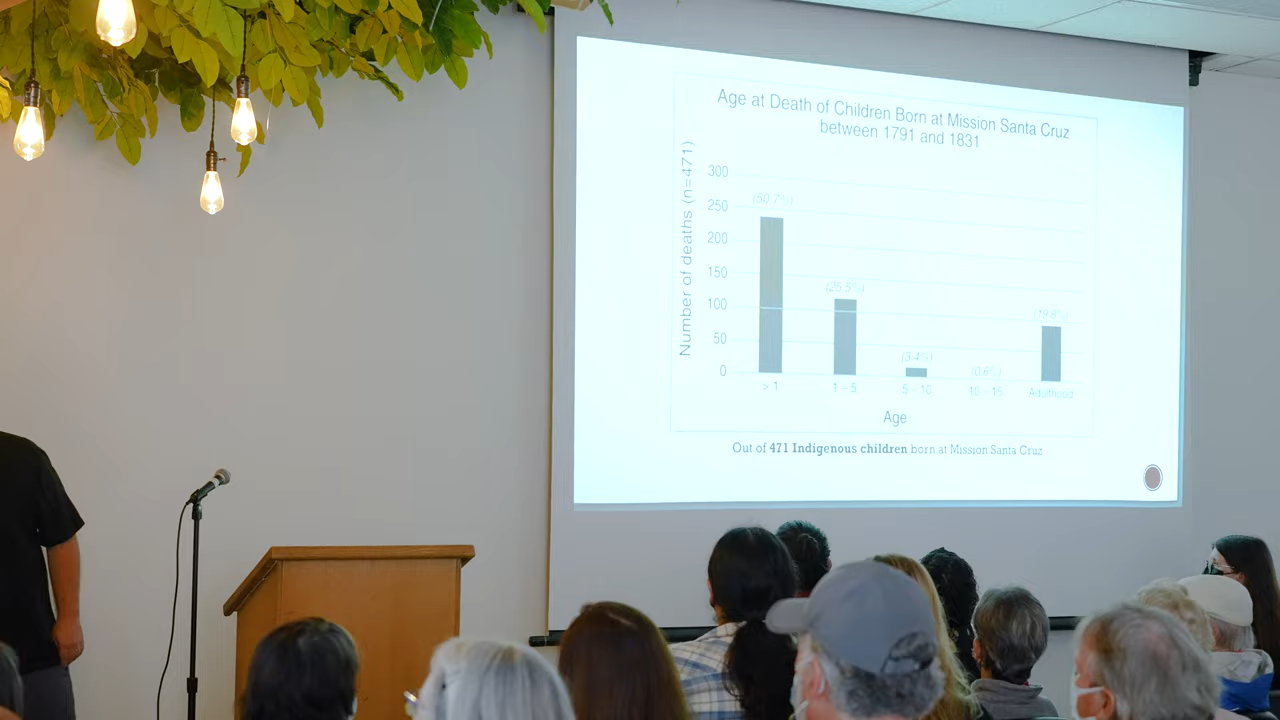 Age at Death of Children Born at Mission Santa Cruz
between 1791 and 1831
Number of deaths (n=471)
300
250
200
150
100
50
0
(50.7%)
(25.5%)
(3.4%)
(0.6%)
(19.8%)
> 1
1 – 5
5 – 10
10 – 15
Adulthood
Age
Out of 471 Indigenous children born at Mission Santa Cruz